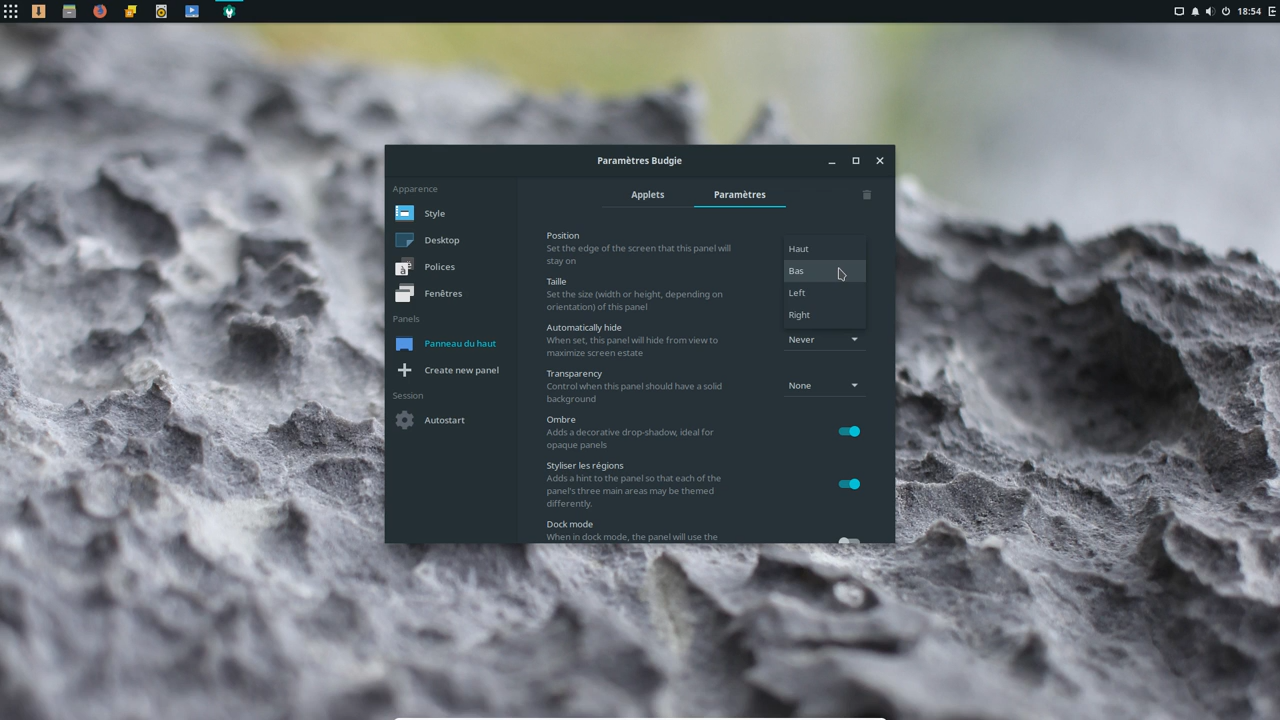 18:54
Paramètres Budgie
Apparence
Style
Desktop
Polices
Fenêtres
Panels
Panneau du haut
Create new panel
Session
Autostart
Applets
Paramètres
Position
Set the edge of the screen that this panel will
stay on
Haut
Bas
Left
Right
Taille
Set the size (width or height, depending on
orientation) of this panel
Automatically hide
When set, this panel will hide from view to
maximize screen estate
Never
Transparency
Control when this panel should have a solid
background
None
Ombre
Adds a decorative drop-shadow, ideal for
opaque panels
Styliser les régions
Adds a hint to the panel so that each of the
panel's three main areas may be themed
differently.
Dock mode
When in dock mode, the panel will use the